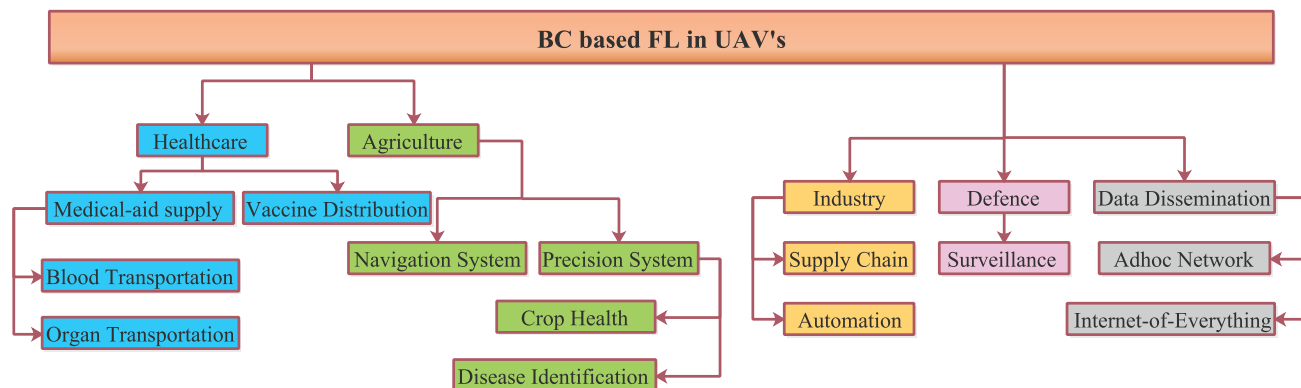 BC based FL in UAV's
Healthcare
Agriculture
Medical-aid supply
Vaccine Distribution
Industry
Defence
Data Dissemination
Navigation System
Precision System
Supply Chain
Surveillance
Adhoc Network
Blood Transportation
Crop Health
Automation
Internet-of-Everything
Organ Transportation
Disease Identification